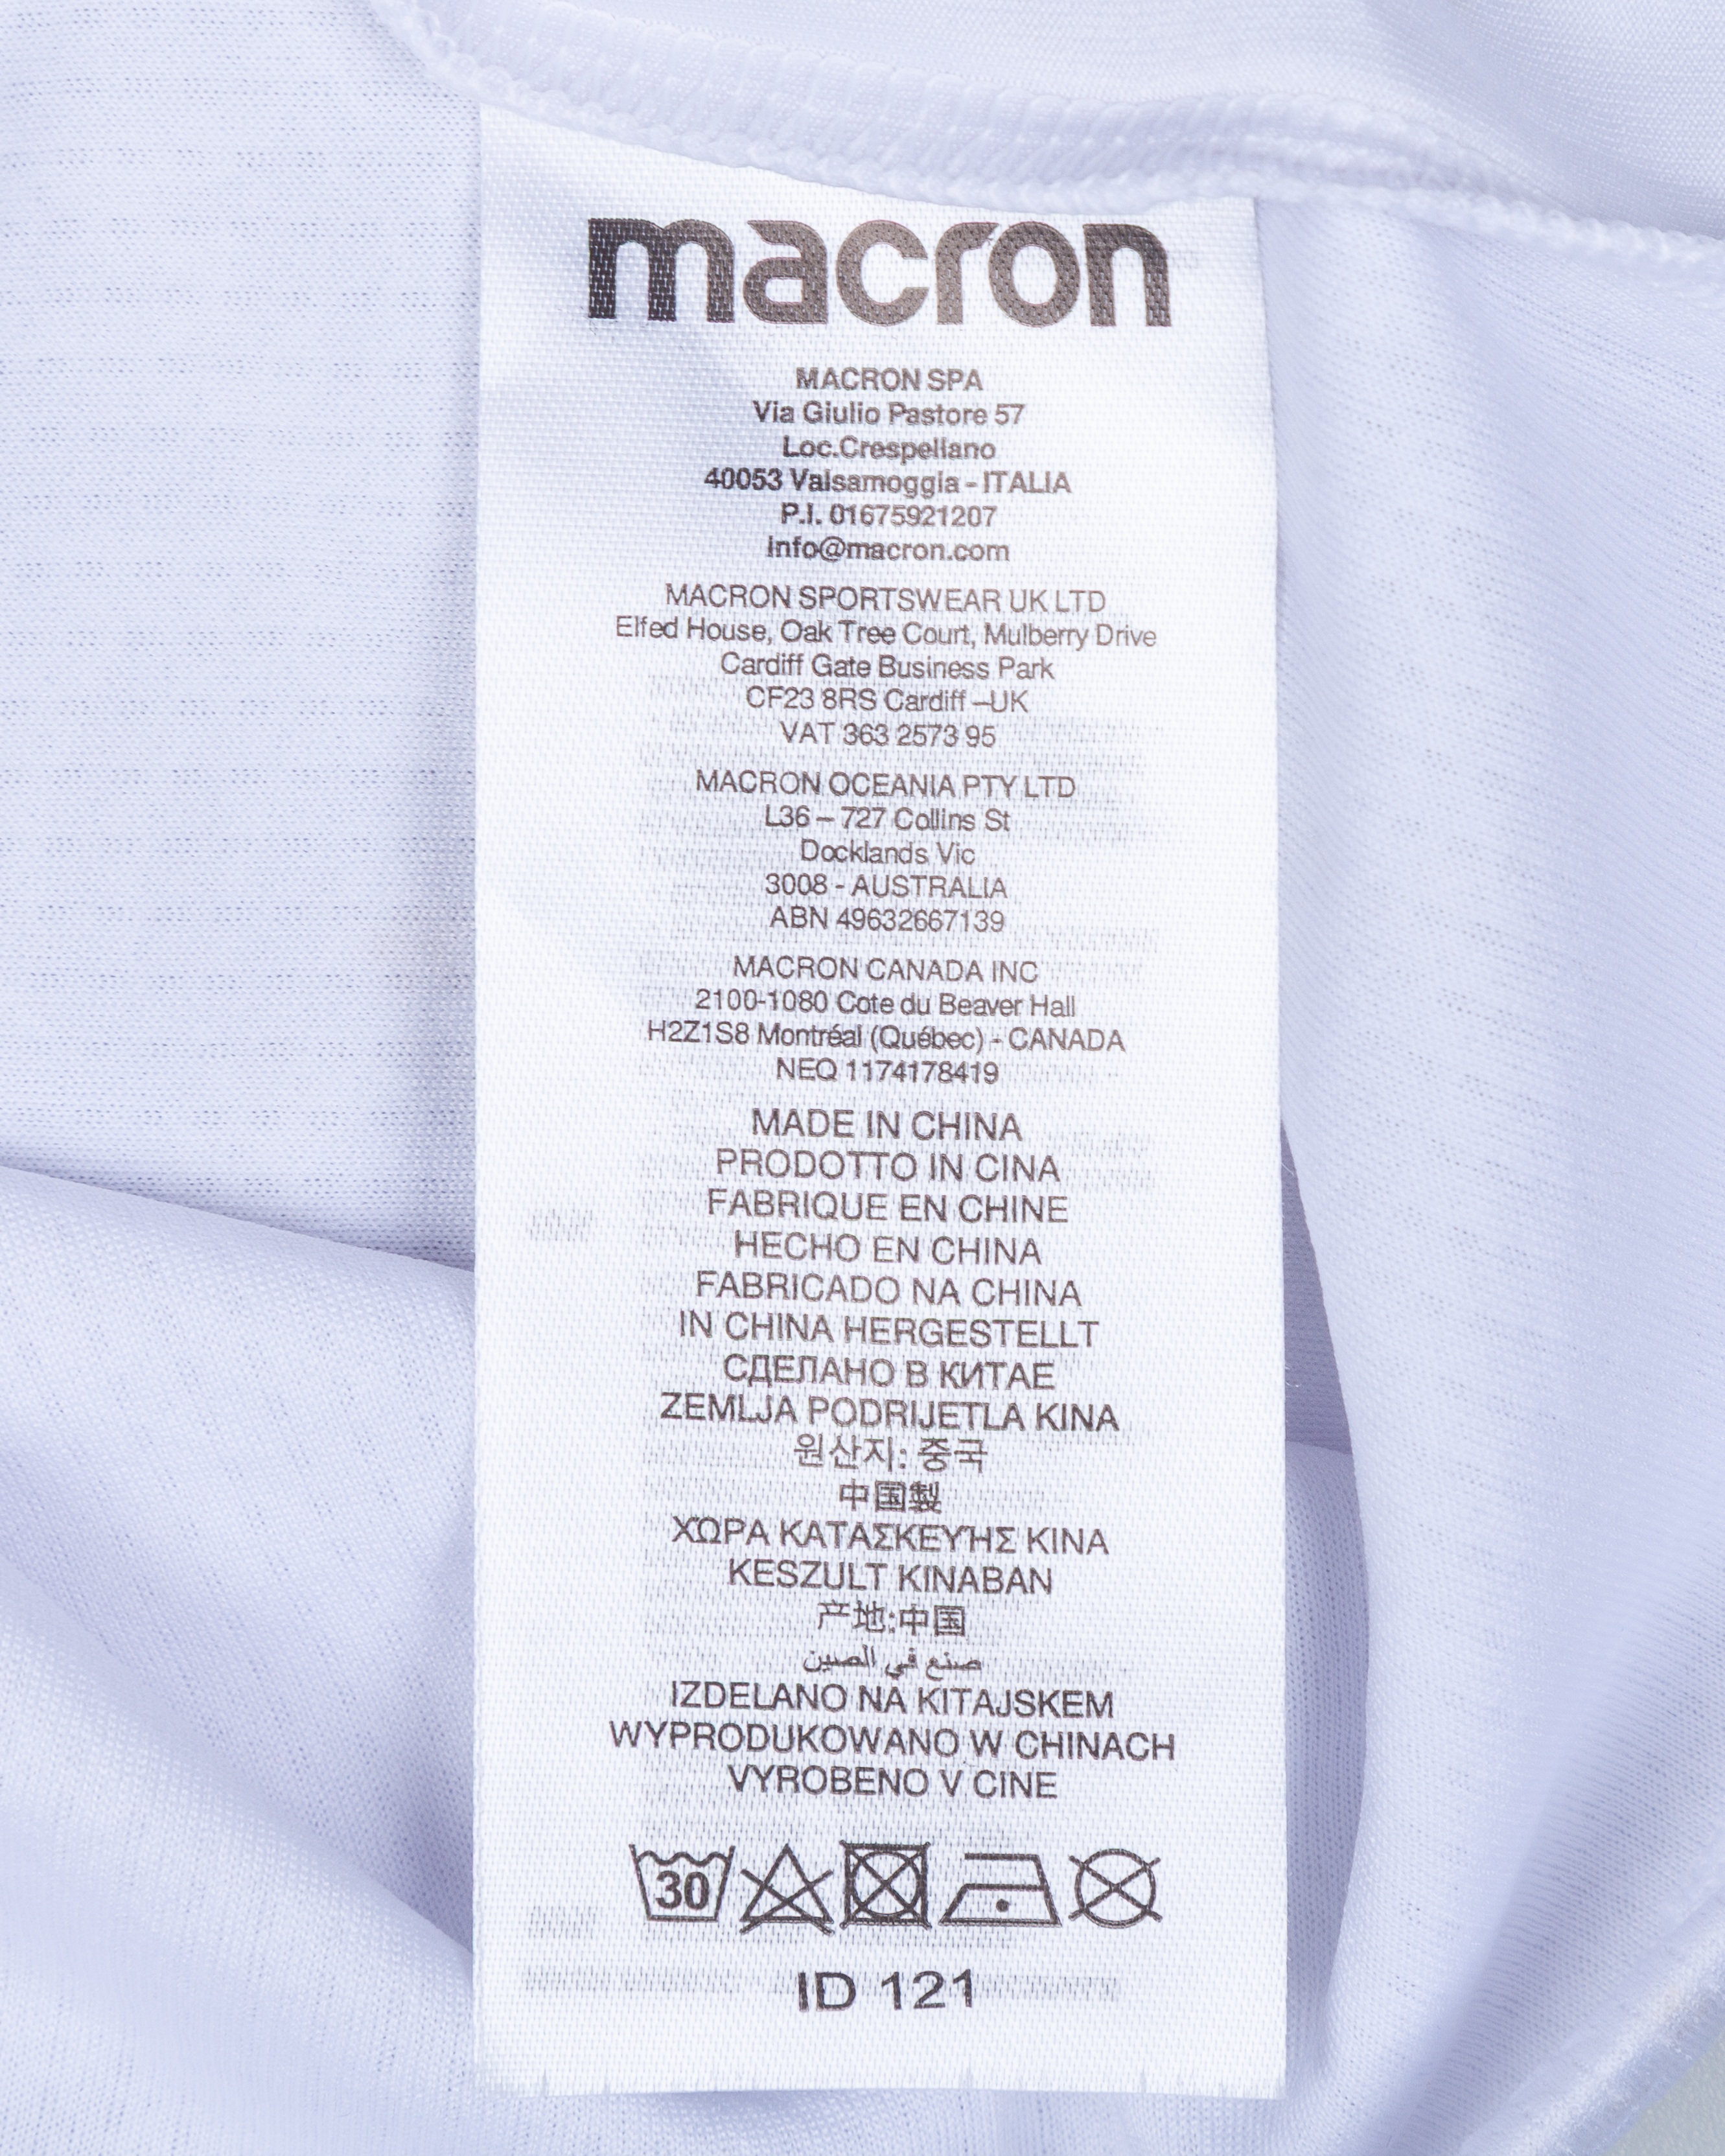 macron
MACRON SPA
Via Giulio Pastore 57
Loc.Crespellano
40053 Valsamoggia - ITALIA
P.I. 01675921207
info@macron.com
MACRON SPORTSWEAR UK LTD
Elfed House, Oak Tree Court, Mulberry Drive
Cardiff Gate Business Park
CF23 8RS Cardiff –UK
VAT 363 2573 95
MACRON OCEANIA PTY LTD
L36 – 727 Collins St
Docklands Vic
3008 - AUSTRALIA
ABN 49632667139
MACRON CANADA INC
2100-1080 Cote du Beaver Hall
H2Z1S8 Montréal (Québec) - CANADA
NEQ 1174178419
MADE IN CHINA
PRODOTTO IN CINA
FABRIQUE EN CHINE
HECHO EN CHINA
FABRICADO NA CHINA
IN CHINA HERGESTELLT
СДЕЛАНО В КИТАЕ
ZEMLJA PODRIJETLA KINA
원산지: 중국
中国製
ΧΏΡΑ ΚΑΤΑΣΚΕΥΉΣ ΚΙΝΑ
KESZULT KINABAN
产地:中国
صنع في الصين
IZDELANO NA KITAJSKEM
WYPRODUKOWANO W CHINACH
VYROBENO V CINE
30
ID 121